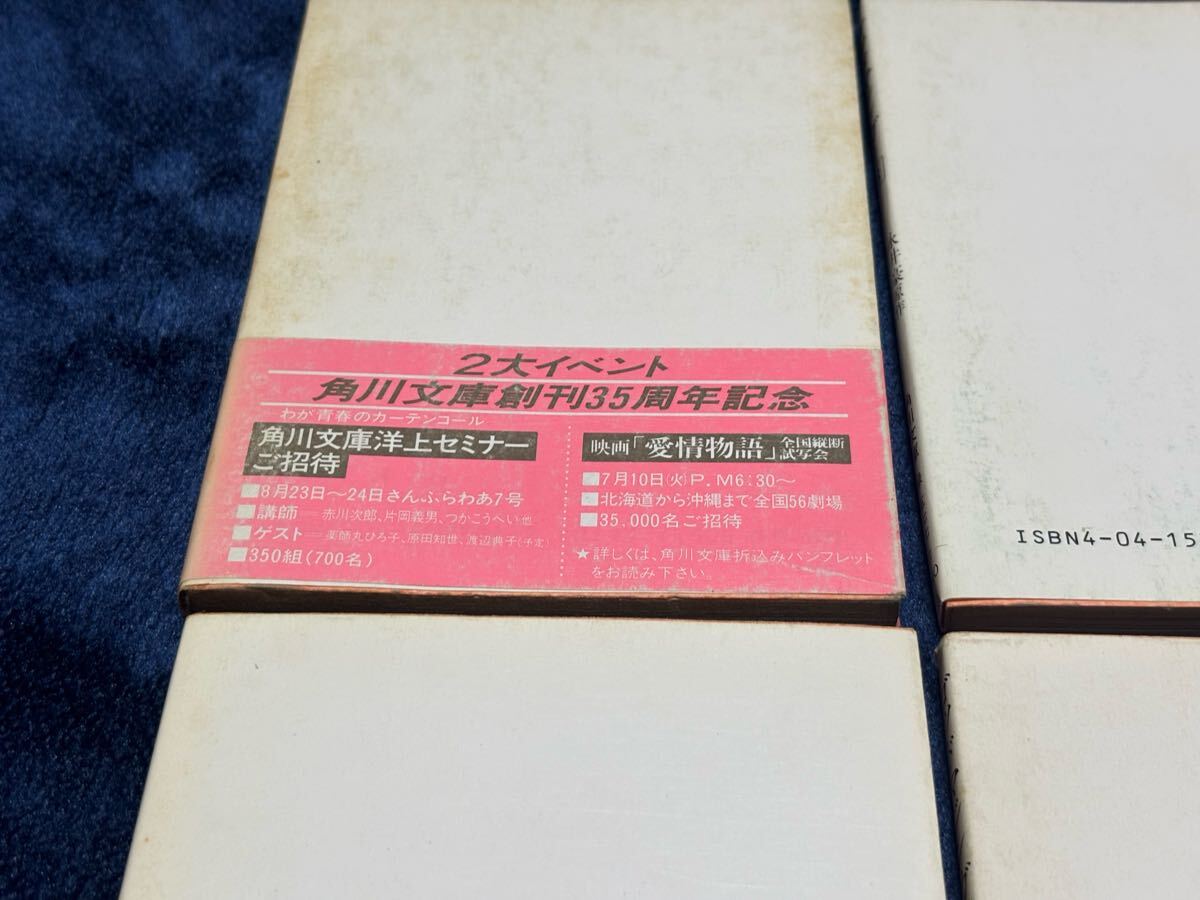 2大イベント
角川文庫創刊35周年記念
わが青春のカーテンコール
角川文庫洋上セミナー
ご招待
■8月23日〜24日さんふらわあ7号
■講師＝赤川次郎、片岡義男、つかこうへい他
■ゲスト＝薬師丸ひろ子、原田知世、渡辺典子(予定)
■350組(700名)
映画「愛情物語」全国縦断
試写会
■7月10日(火)P.M6:30〜
■北海道から沖縄まで全国56劇場
■35,000名ご招待
★詳しくは、角川文庫折込みパンフレット
をお読み下さい。
ISBN4-04-15